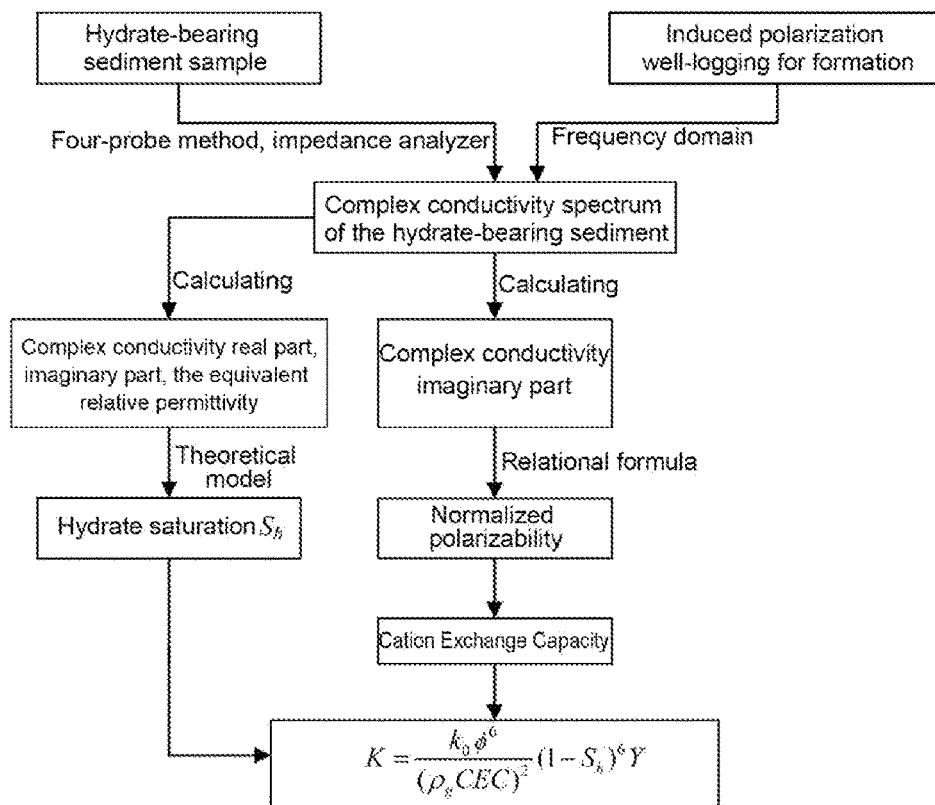 Hydrate-bearing
sediment sample
Induced polarization
well-logging for formation
Four-probe method, impedance analyzer
Frequency domain
Complex conductivity spectrum
of the hydrate-bearing sediment
Calculating
Calculating
Complex conductivity real part,
imaginary part, the equivalent
relative permittivity
Complex conductivity
imaginary part
Theoretical
model
Relational formula
Hydrate saturation S_h
Normalized
polarizability
Cation Exchange Capacity
K = \frac{k_0 \phi^6}{(\rho_g CEC)^2} (1 - S_h)^6 Y